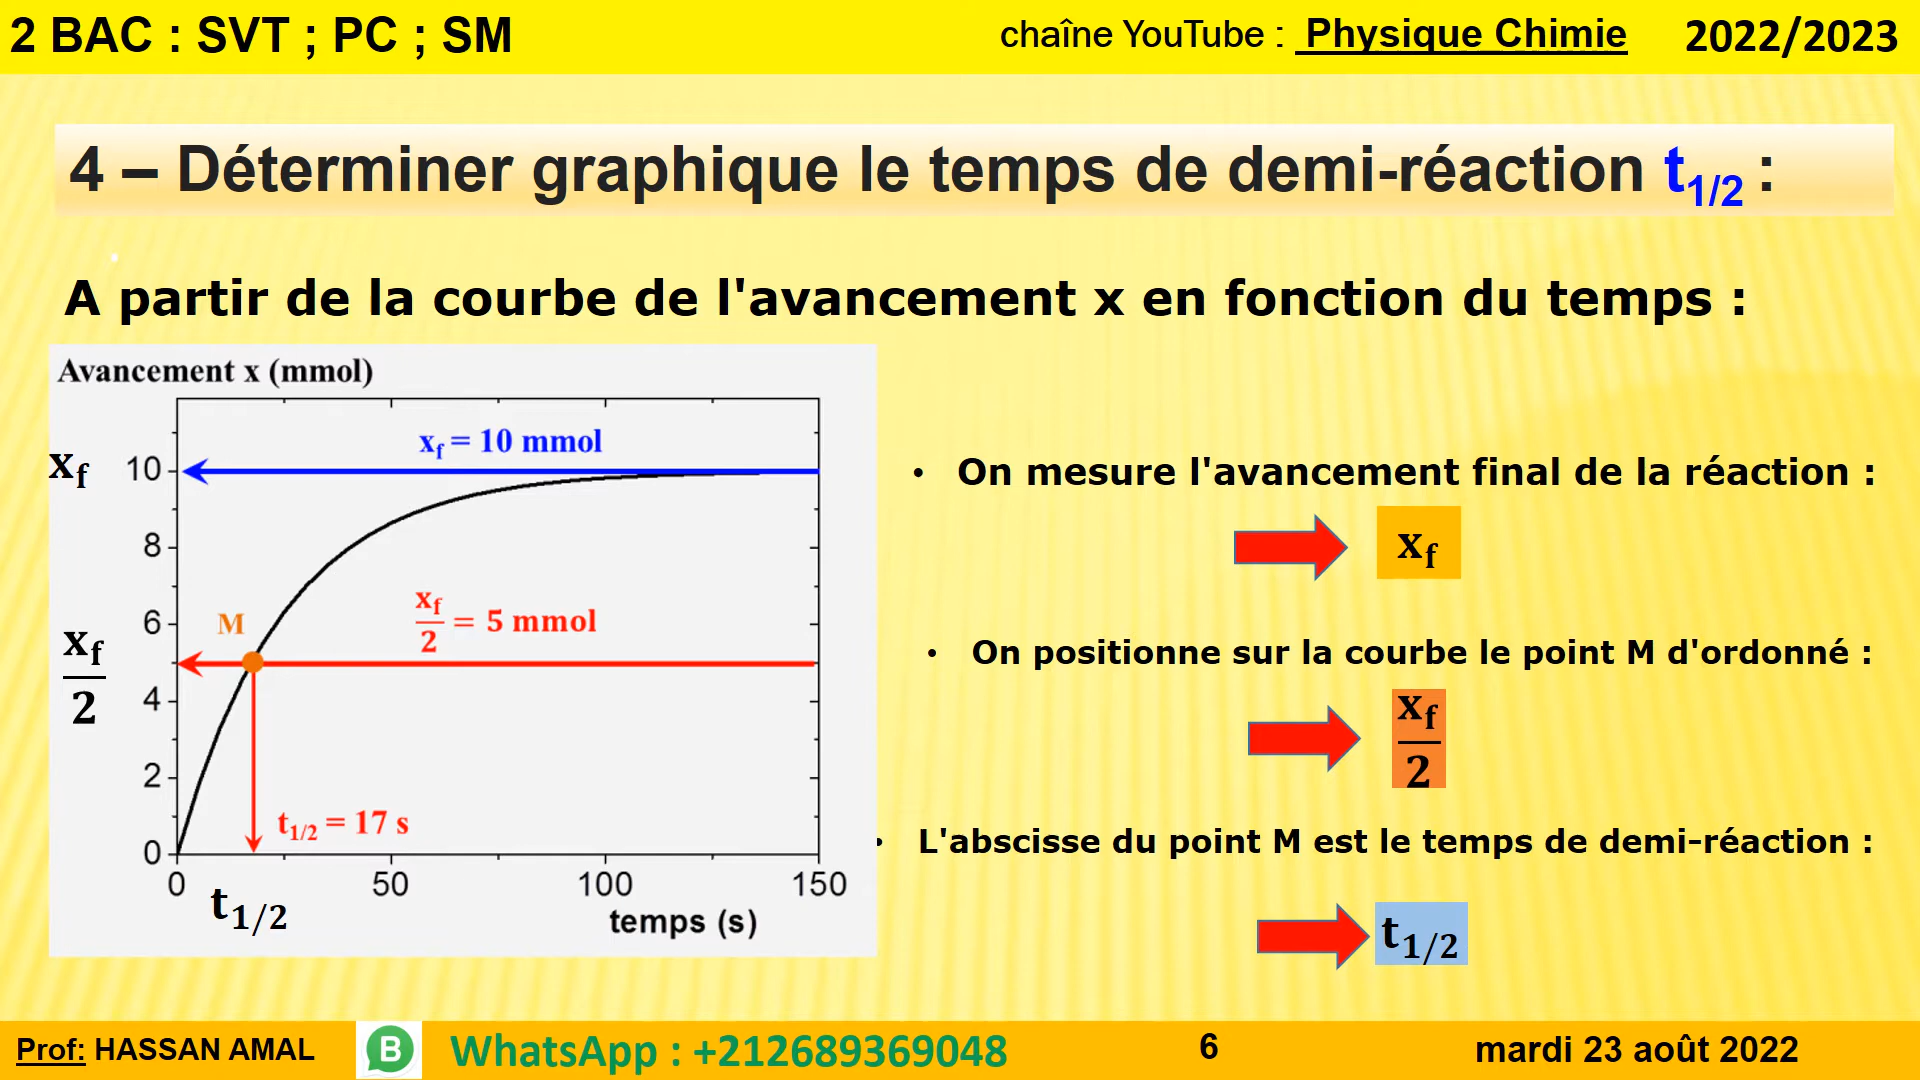 2 BAC : SVT ; PC ; SM
chaîne YouTube : Physique Chimie 2022/2023
4 – Déterminer graphique le temps de demi-réaction t1/2 :
A partir de la courbe de l'avancement x en fonction du temps :
Avancement x (mmol)
xf = 10 mmol
xf 10
8
M 6
xf/2 = 5 mmol
xf/2
4
2
t1/2 = 17 s
0
0 50 100 150
t1/2
temps (s)
• On mesure l'avancement final de la réaction :
xf
• On positionne sur la courbe le point M d'ordonné :
xf/2
• L'abscisse du point M est le temps de demi-réaction :
t1/2
Prof: HASSAN AMAL
B
WhatsApp : +212689369048
6
mardi 23 août 2022